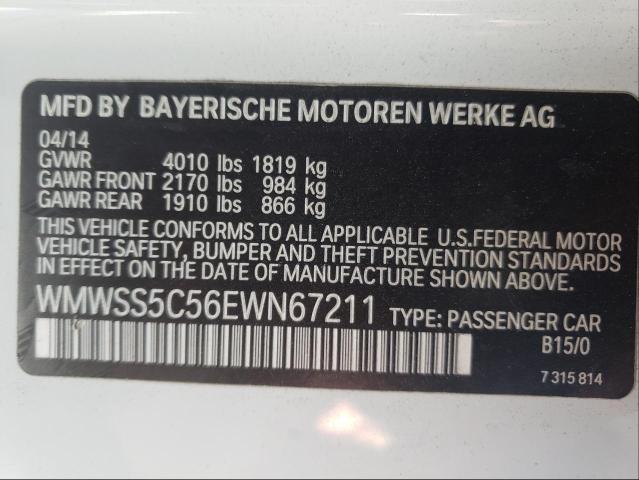 MFD BY BAYERISCHE MOTOREN WERKE AG
04/14
GVWR 4010 lbs 1819 kg
GAWR FRONT 2170 lbs 984 kg
GAWR REAR 1910 lbs 866 kg
THIS VEHICLE CONFORMS TO ALL APPLICABLE U.S.FEDERAL MOTOR
VEHICLE SAFETY, BUMPER AND THEFT PREVENTION STANDARDS
IN EFFECT ON THE DATE OF MANUFACTURE SHOWN ABOVE.
WMWSS5C56EWN67211 TYPE: PASSENGER CAR
B15/0
7 315 814